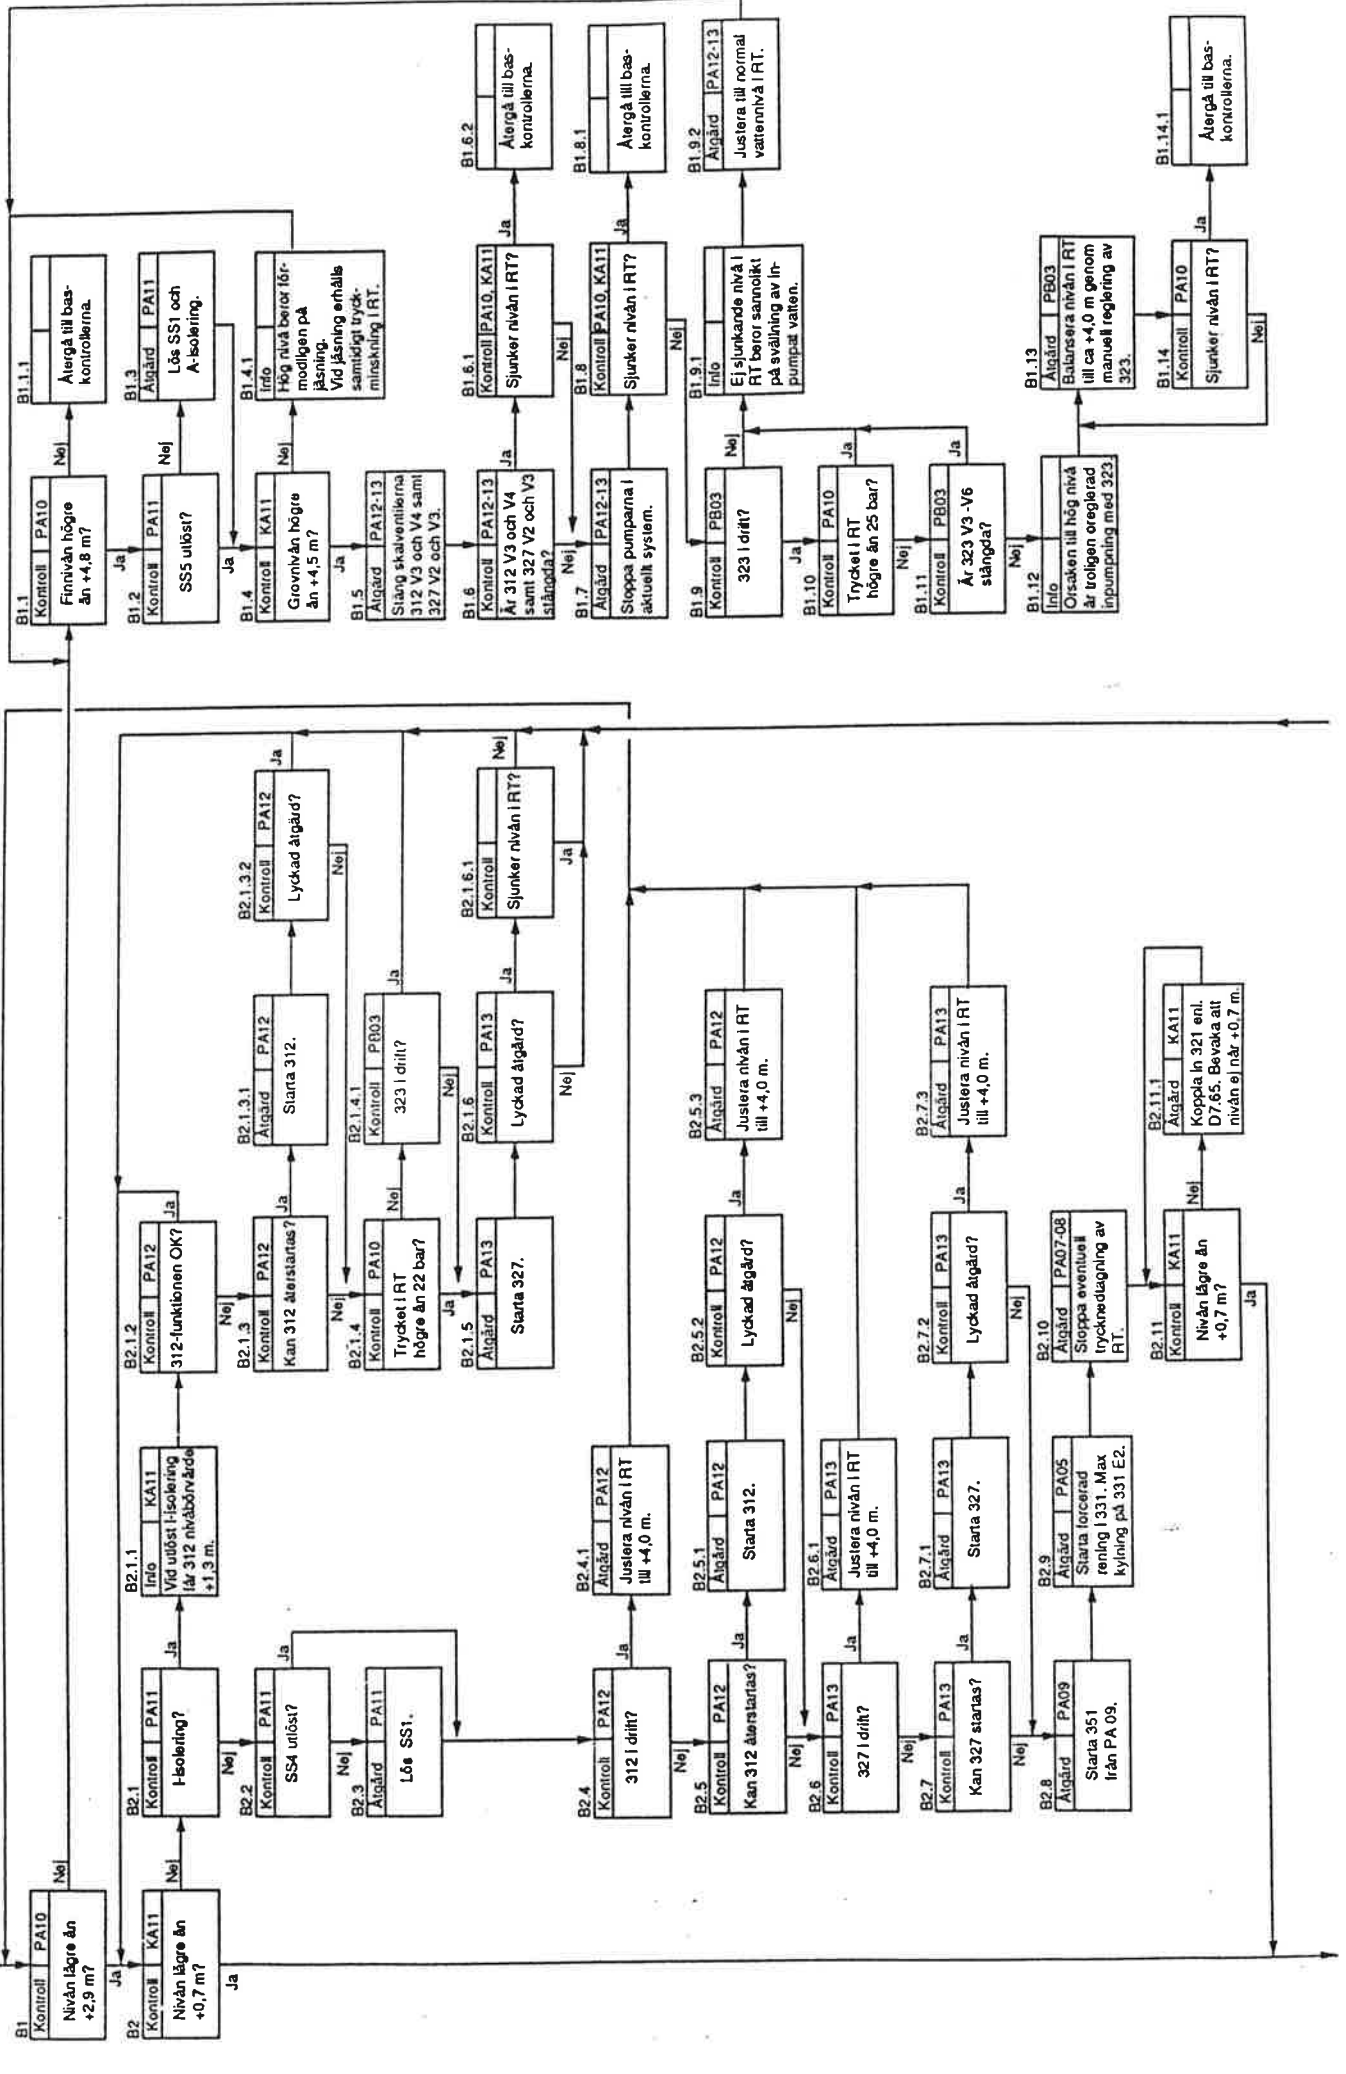 B1
Kontroll PA10
Nivån lägre än
+2,9 m?
Nej
Ja
B2
Kontroll KA11
Nivån lägre än
+0,7 m?
Nej
Ja
B2.1
Kontroll PA11
I-isolering?
Ja
Nej
B2.2
Kontroll PA11
SS4 utlöst?
Ja
Nej
B2.3
Åtgärd PA11
Lös SS1.
B2.4
Kontroll PA12
312 i drift?
Ja
Nej
B2.5
Kontroll PA12
Kan 312 återstartas?
Ja
Nej
B2.6
Kontroll PA13
327 i drift?
Ja
Nej
B2.7
Kontroll PA13
Kan 327 startas?
Ja
Nej
B2.8
Åtgärd PA09
Starta 351
från PA 09.
B2.1.1
Info KA11
Vid utlöst I-isolering
får 312 nivåbörvärde
+1,3 m.
B2.4.1
Åtgärd PA12
Justera nivån i RT
till +4,0 m.
B2.5.1
Åtgärd PA12
Starta 312.
B2.6.1
Åtgärd PA13
Justera nivån i RT
till +4,0 m.
B2.7.1
Åtgärd PA13
Starta 327.
B2.9
Åtgärd PA05
Starta forcerad
rening i 331. Max
kylning på 331 E2.
B2.1.2
Kontroll PA12
312-funktionen OK?
Ja
Nej
B2.1.3
Kontroll PA12
Kan 312 återstartas?
Ja
Nej
B2.1.4
Kontroll PA10
Trycket i RT
högre än 22 bar?
Nej
Ja
B2.1.5
Åtgärd PA13
Starta 327.
B2.5.2
Kontroll PA12
Lyckad åtgärd?
Ja
Nej
B2.7.2
Kontroll PA13
Lyckad åtgärd?
Ja
Nej
B2.10
Åtgärd PA07-08
Stoppa eventuell
trycknedtagning av
RT.
B2.11
Kontroll KA11
Nivån lägre än
+0,7 m?
Nej
Ja
B2.1.3.1
Åtgärd PA12
Starta 312.
B2.1.4.1
Kontroll PB03
323 i drift?
Ja
Nej
B2.1.6
Kontroll PA13
Lyckad åtgärd?
Ja
Nej
B2.5.3
Åtgärd PA12
Justera nivån i RT
till +4,0 m.
B2.7.3
Åtgärd PA13
Justera nivån i RT
till +4,0 m.
B2.11.1
Åtgärd KA11
Koppla in 321 enl.
D7.65. Bevaka att
nivån ej når +0,7 m.
B2.1.3.2
Kontroll PA12
Lyckad åtgärd?
Ja
Nej
B2.1.6.1
Kontroll
Sjunker nivån i RT?
Nej
Ja
B1.1
Kontroll PA10
Finnivån högre
än +4,8 m?
Nej
Ja
B1.2
Kontroll PA11
SS5 utlöst?
Nej
Ja
B1.4
Kontroll KA11
Grovnivån högre
än +4,5 m?
Nej
Ja
B1.5
Åtgärd PA12-13
Stäng skalventilerna
312 V3 och V4 samt
327 V2 och V3.
B1.6
Kontroll PA12-13
Är 312 V3 och V4
samt 327 V2 och V3
stängda?
Ja
Nej
B1.7
Åtgärd PA12-13
Stoppa pumparna i
aktuellt system.
B1.9
Kontroll PB03
323 i drift?
Nej
Ja
B1.10
Kontroll PA10
Trycket i RT
högre än 25 bar?
Ja
Nej
B1.11
Kontroll PB03
Är 323 V3 -V6
stängda?
Ja
Nej
B1.12
Info
Orsaken till hög nivå
är troligen oreglerad
inpumpning med 323.
B1.1.1
Återgå till bas-
kontrollerna.
B1.3
Åtgärd PA11
Lös SS1 och
A-isolering.
B1.4.1
Info
Hög nivå beror för-
modligen på
jäsning.
Vid jäsning erhålls
samtidigt tryck-
minskning i RT.
B1.6.1
Kontroll PA10, KA11
Sjunker nivån i RT?
Ja
Nej
B1.8
Kontroll PA10, KA11
Sjunker nivån i RT?
Ja
Nej
B1.9.1
Info
Ej sjunkande nivå i
RT beror sannolikt
på svällning av in-
pumpat vatten.
B1.13
Åtgärd PB03
Balansera nivån i RT
till ca +4,0 m genom
manuell reglering av
323.
B1.14
Kontroll PA10
Sjunker nivån i RT?
Ja
Nej
B1.6.2
Återgå till bas-
kontrollerna.
B1.8.1
Återgå till bas-
kontrollerna.
B1.9.2
Åtgärd PA12-13
Justera till normal
vattennivå i RT.
B1.14.1
Återgå till bas-
kontrollerna.